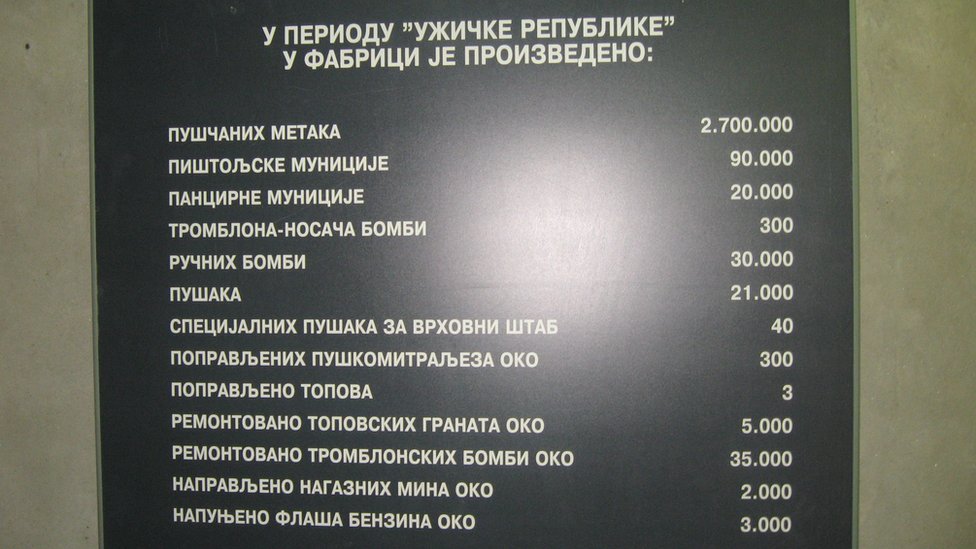 У ПЕРИОДУ ”УЖИЧКЕ РЕПУБЛИКЕ”
У ФАБРИЦИ ЈЕ ПРОИЗВЕДЕНО:
ПУШЧАНИХ МЕТАКА 2.700.000
ПИШТОЉСКЕ МУНИЦИЈЕ 90.000
ПАНЦИРНЕ МУНИЦИЈЕ 20.000
ТРОМБЛОНА-НОСАЧА БОМБИ 300
РУЧНИХ БОМБИ 30.000
ПУШАКА 21.000
СПЕЦИЈАЛНИХ ПУШАКА ЗА ВРХОВНИ ШТАБ 40
ПОПРАВЉЕНИХ ПУШКОМИТРАЉЕЗА ОКО 300
ПОПРАВЉЕНО ТОПОВА 3
РЕМОНТОВАНО ТОПОВСКИХ ГРАНАТА ОКО 5.000
РЕМОНТОВАНО ТРОМБЛОНСКИХ БОМБИ ОКО 35.000
НАПРАВЉЕНО НАГАЗНИХ МИНА ОКО 2.000
НАПУЊЕНО ФЛАША БЕНЗИНА ОКО 3.000